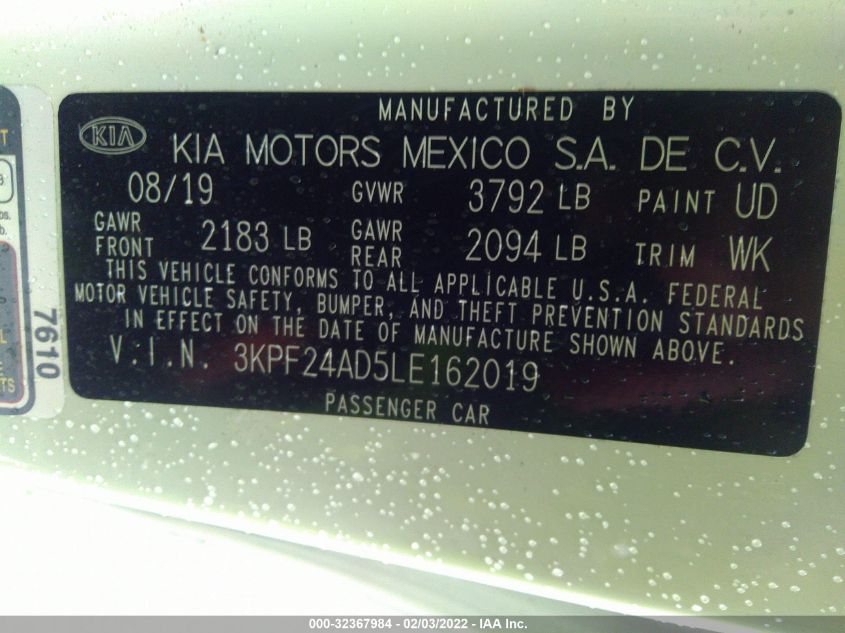 MANUFACTURED BY
KIA KIA MOTORS MEXICO S.A. DE C.V.
08/19 GVWR 3792 LB PAINT UD
GAWR FRONT 2183 LB GAWR REAR 2094 LB TRIM WK
THIS VEHICLE CONFORMS TO ALL APPLICABLE U.S.A. FEDERAL
MOTOR VEHICLE SAFETY, BUMPER, AND THEFT PREVENTION STANDARDS
IN EFFECT ON THE DATE OF MANUFACTURE SHOWN ABOVE.
V.I.N. 3KPF24AD5LE162019
PASSENGER CAR
7610
000-32367984 - 02/03/2022 - IAA Inc.